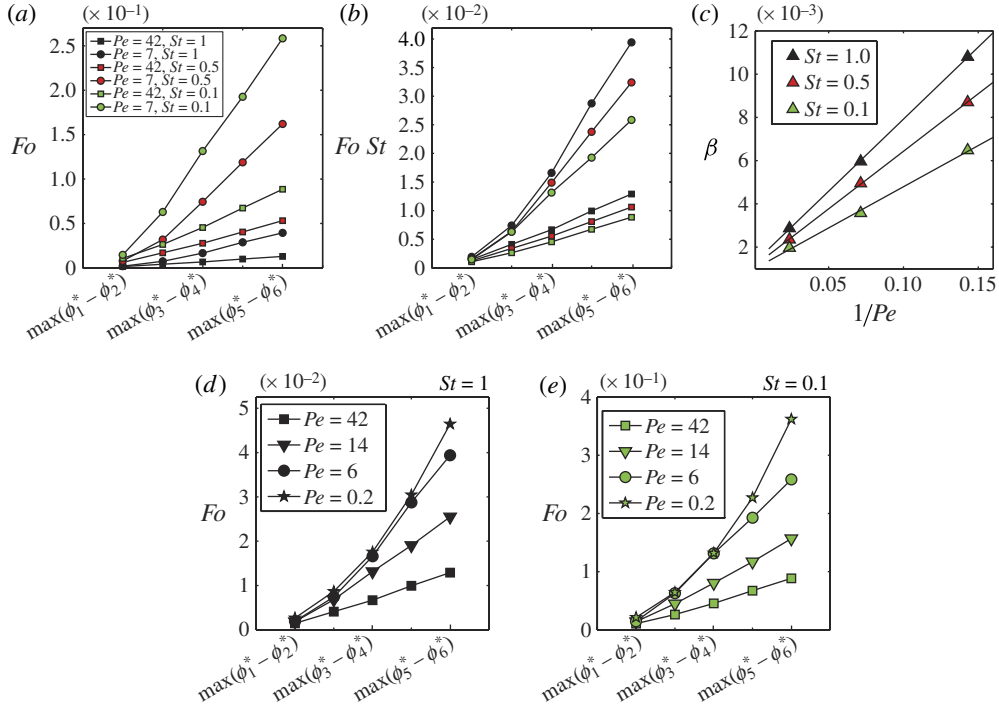 (a)
(× 10⁻¹)
Fo
2.5
2.0
1.5
1.0
0.5
0
Pe = 42, St = 1
Pe = 7, St = 1
Pe = 42, St = 0.5
Pe = 7, St = 0.5
Pe = 42, St = 0.1
Pe = 7, St = 0.1
max(ϕ₁* – ϕ₂*)
max(ϕ₃* – ϕ₄*)
max(ϕ₅* – ϕ₆*)
(b)
(× 10⁻²)
Fo St
4.0
3.5
3.0
2.5
2.0
1.5
1.0
0.5
0
max(ϕ₁* – ϕ₂*)
max(ϕ₃* – ϕ₄*)
max(ϕ₅* – ϕ₆*)
(c)
(× 10⁻³)
β
12
10
8
6
4
2
St = 1.0
St = 0.5
St = 0.1
0.05
0.10
0.15
1/Pe
(d)
(× 10⁻²)
St = 1
Fo
5
4
3
2
1
0
Pe = 42
Pe = 14
Pe = 6
Pe = 0.2
max(ϕ₁* – ϕ₂*)
max(ϕ₃* – ϕ₄*)
max(ϕ₅* – ϕ₆*)
(e)
(× 10⁻¹)
St = 0.1
Fo
4
3
2
1
0
Pe = 42
Pe = 14
Pe = 6
Pe = 0.2
max(ϕ₁* – ϕ₂*)
max(ϕ₃* – ϕ₄*)
max(ϕ₅* – ϕ₆*)